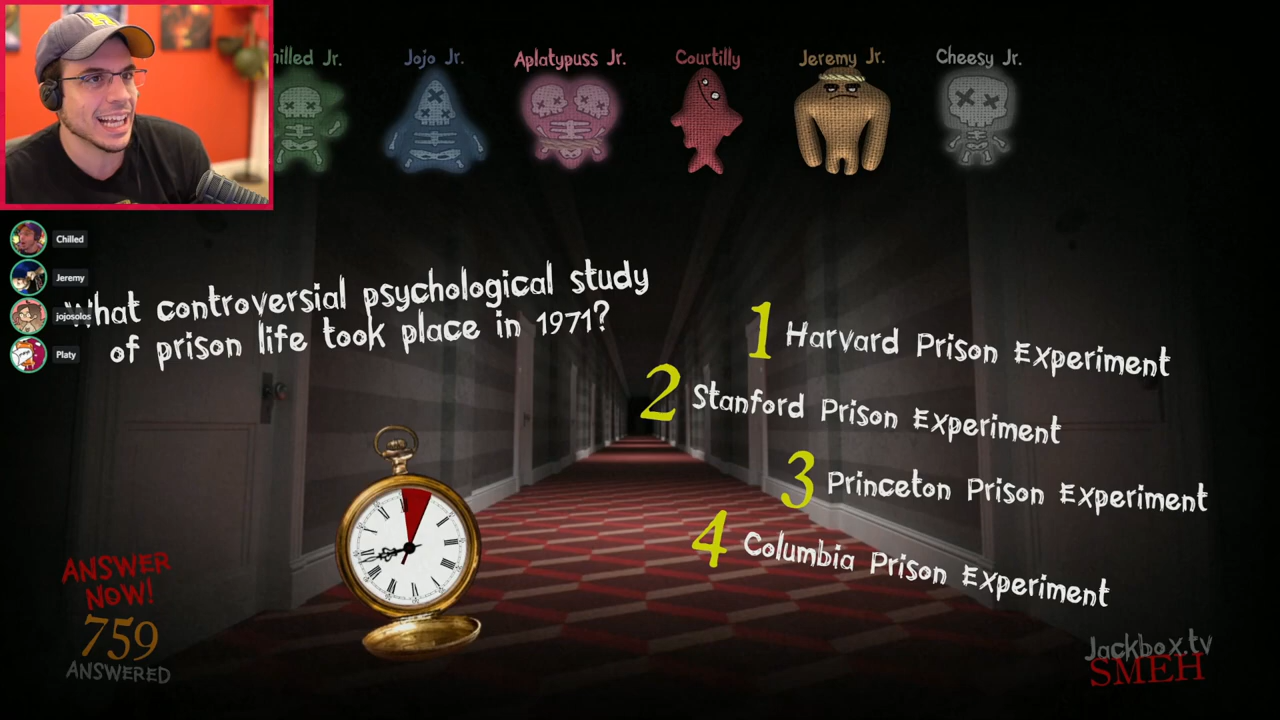 hilled Jr.
Jojo Jr.
Aplatypuss Jr.
Courtilly
Jeremy Jr.
Cheesy Jr.
Chilled
Jeremy
jojosolos
Platy
What controversial psychological study
of prison life took place in 1971?
1 Harvard Prison Experiment
2 Stanford Prison Experiment
3 Princeton Prison Experiment
4 Columbia Prison Experiment
ANSWER
NOW!
759
ANSWERED
Jackbox.tv
SMEH